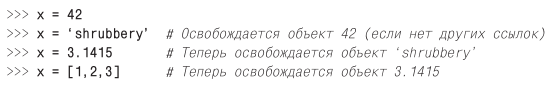 >>> x = 42
>>> x = ‘shrubbery’ # Освобождается объект 42 (если нет других ссылок)
>>> x = 3.1415 # Теперь освобождается объект ‘shrubbery’
>>> x = [1,2,3] # Теперь освобождается объект 3.1415